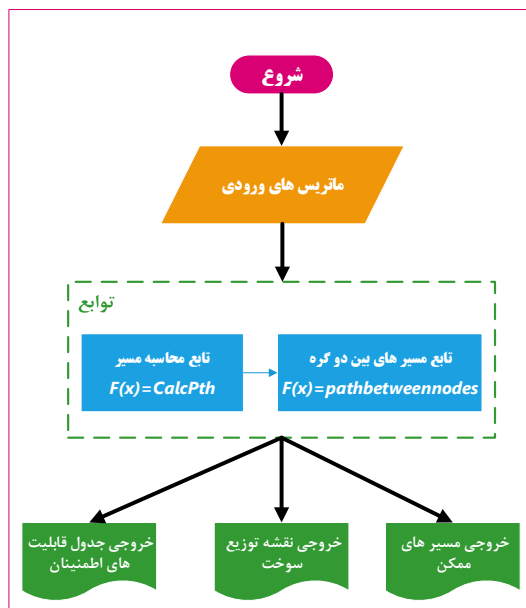 شروع
ماتریس های ورودی
توابع
تابع محاسبه مسیر
F(x)=CalcPth
تابع مسیر های بین دو گره
F(x)=pathbetweennodes
خروجی مسیر های
ممکن
خروجی نقشه توزیع
سوخت
خروجی جدول قابلیت
های اطمنینان